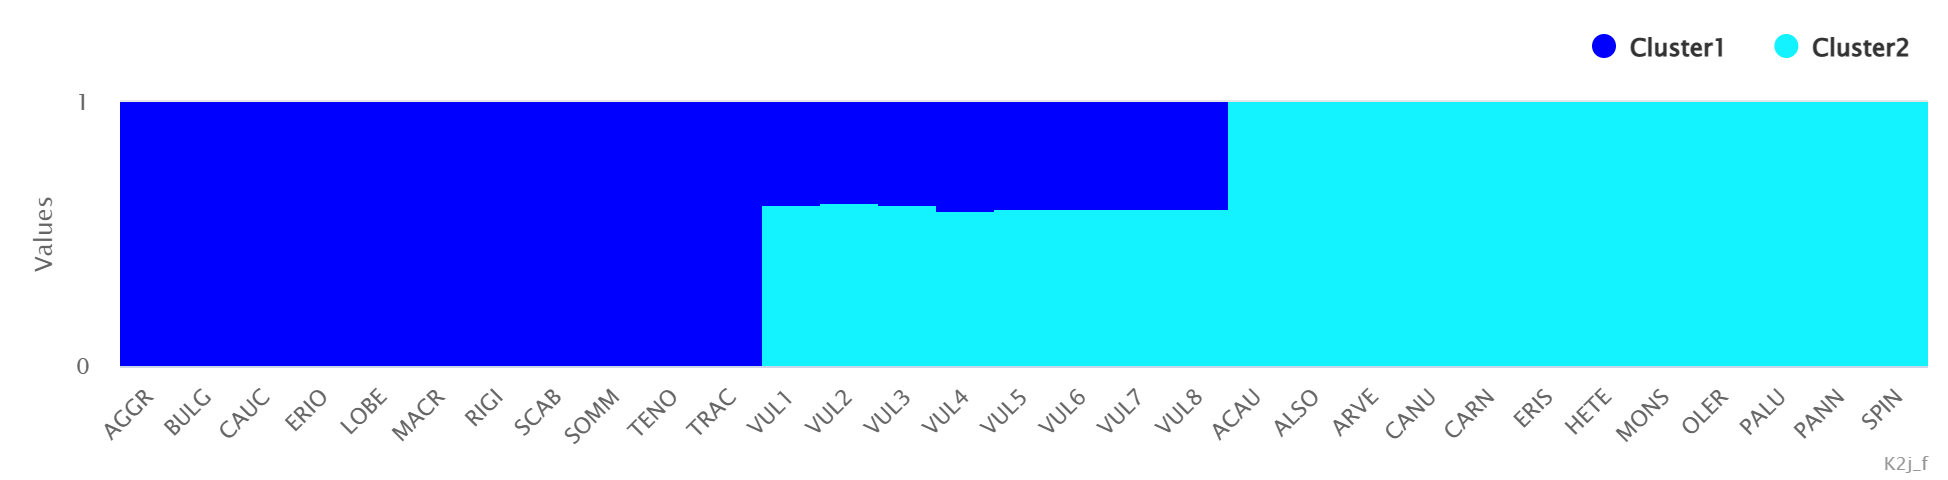 Cluster1 Cluster2
1
Values
0
AGGR BULG CAUC ERIO LOBE MACR RIGI SCAB SOMM TENO TRAC VUL1 VUL2 VUL3 VUL4 VUL5 VUL6 VUL7 VUL8 ACAU ALSO ARVE CANU CARN ERIS HETE MONS OLER PALU PANN SPIN
K2j_f